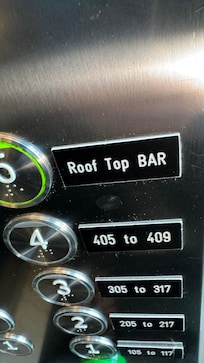 5 Roof Top BAR
4 405 to 409
3 305 to 317
2 205 to 217
1 105 to 117